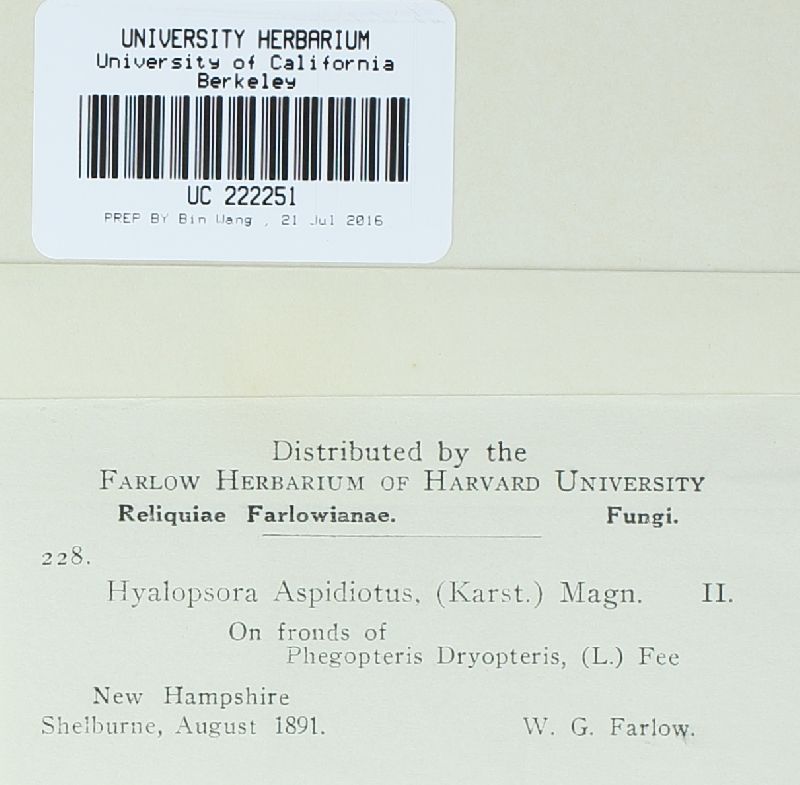 UNIVERSITY HERBARIUM
University of California
Berkeley
UC 222251
PREP BY Bin Wang , 21 Jul 2016
Distributed by the
FARLOW HERBARIUM OF HARVARD UNIVERSITY
Reliquiae Farlowianae. Fungi.
228.
Hyalopsora Aspidiotus, (Karst.) Magn. II.
On fronds of
Phegopteris Dryopteris, (L.) Fee
New Hampshire
Shelburne, August 1891. W. G. Farlow.